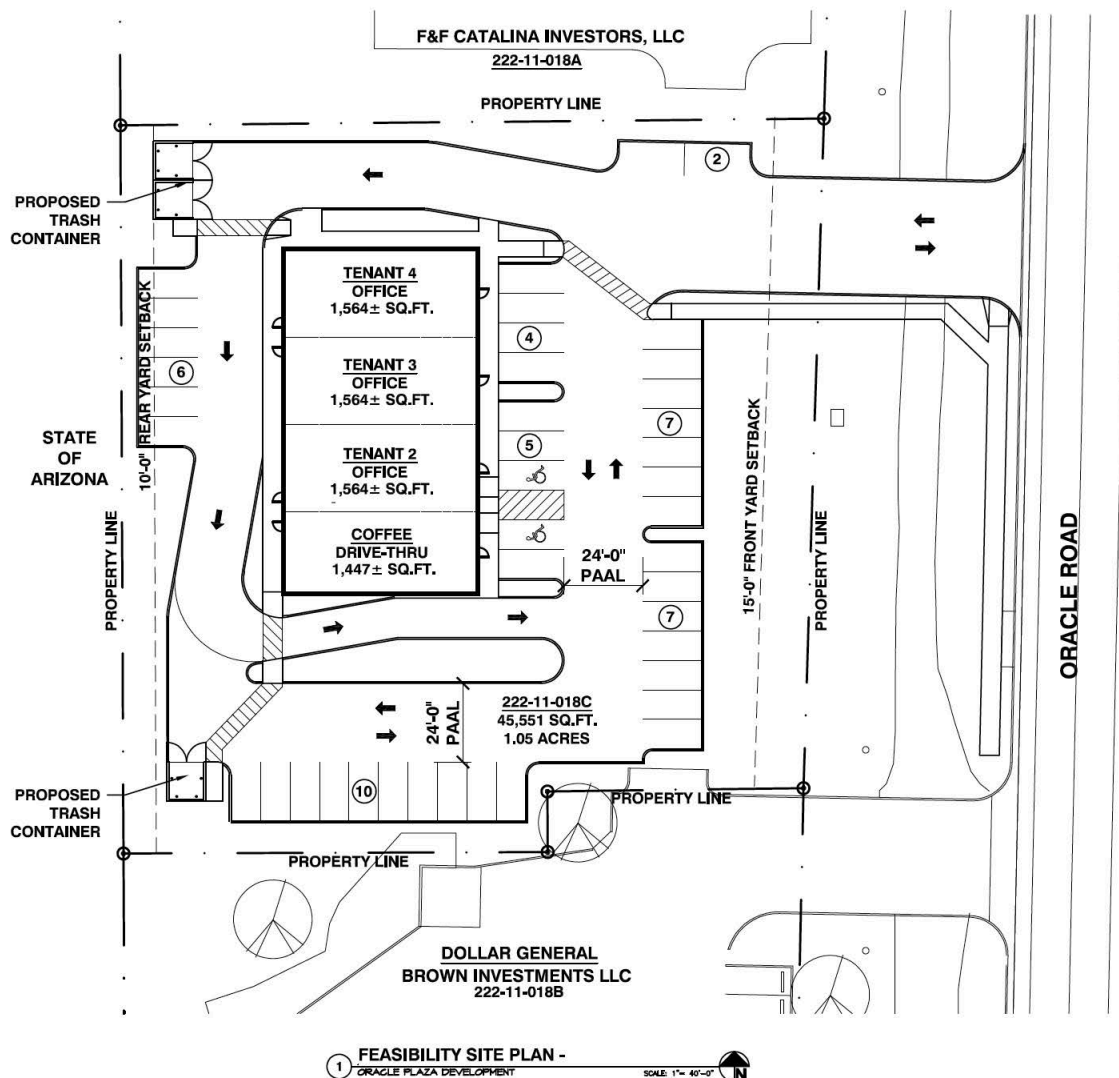 F&F CATALINA INVESTORS, LLC
222-11-018A
PROPERTY LINE
2
PROPOSED
TRASH
CONTAINER
TENANT 4
OFFICE
1,564± SQ.FT.
4
TENANT 3
OFFICE
1,564± SQ.FT.
6
10'-0" REAR YARD SETBACK
7
STATE
OF
ARIZONA
TENANT 2
OFFICE
1,564± SQ.FT.
5
15'-0" FRONT YARD SETBACK
PROPERTY LINE
PROPERTY LINE
COFFEE
DRIVE-THRU
1,447± SQ.FT.
24'-0"
PAAL
7
ORACLE ROAD
222-11-018C
45,551 SQ.FT.
1.05 ACRES
24'-0"
PAAL
PROPOSED
TRASH
CONTAINER
10
PROPERTY LINE
PROPERTY LINE
DOLLAR GENERAL
BROWN INVESTMENTS LLC
222-11-018B
1
FEASIBILITY SITE PLAN -
ORACLE PLAZA DEVELOPMENT
SCALE: 1"= 40'-0"
N